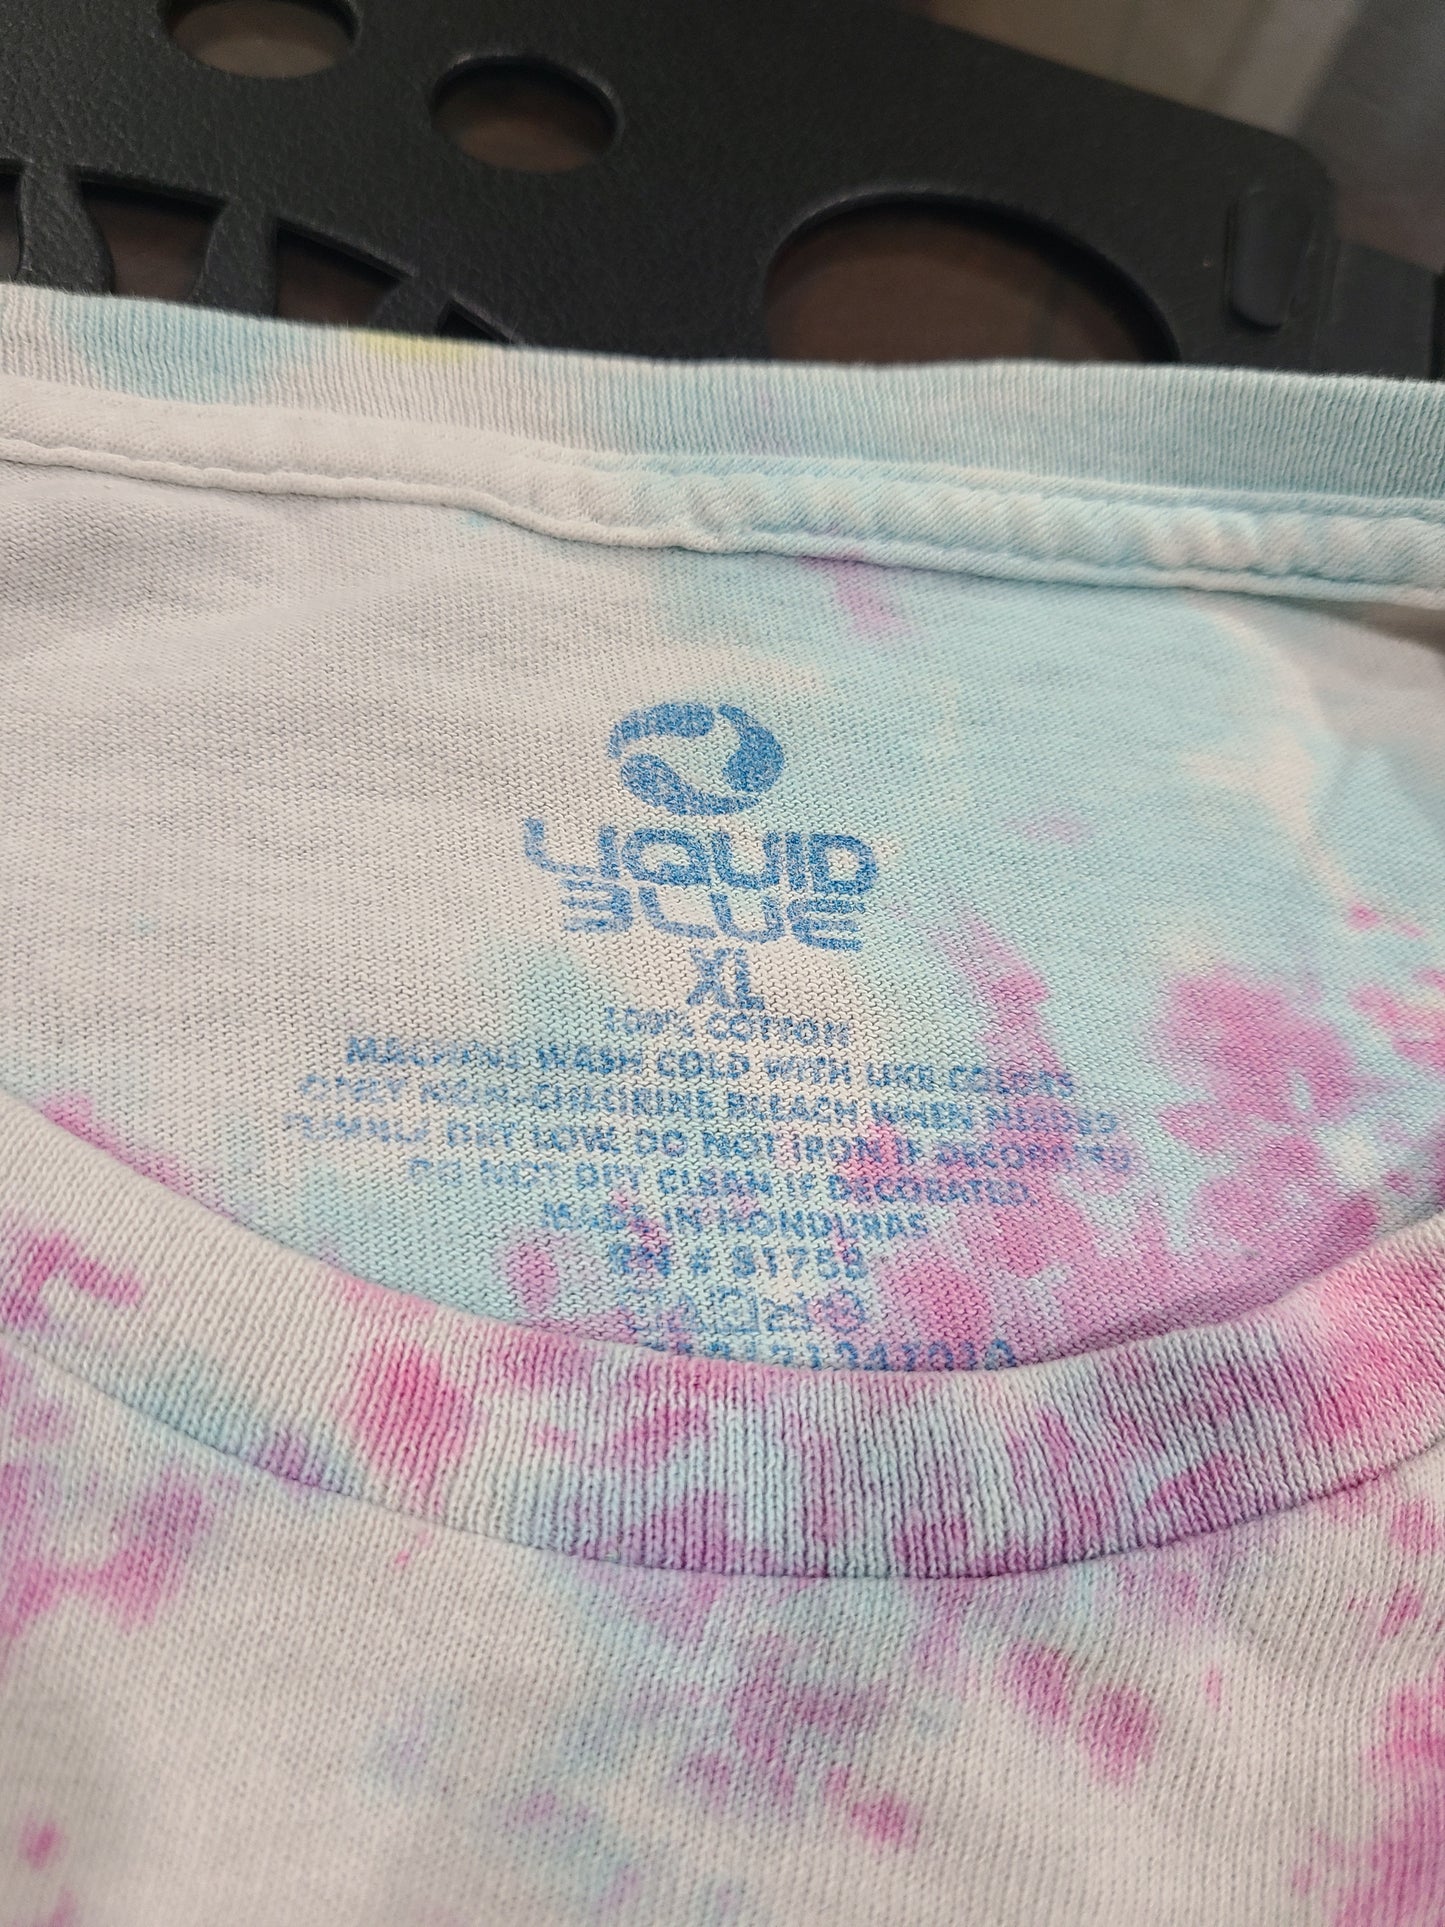 LIQUID
BLUE
XL
100% COTTON
MACHINE WASH COLD WITH LIKE COLORS
ONLY NON-CHLORINE BLEACH WHEN NEEDED
TUMBLE DRY LOW. DO NOT IRON IF DECORATED
DO NOT DRY CLEAN IF DECORATED.
MADE IN HONDURAS
RN # 91758